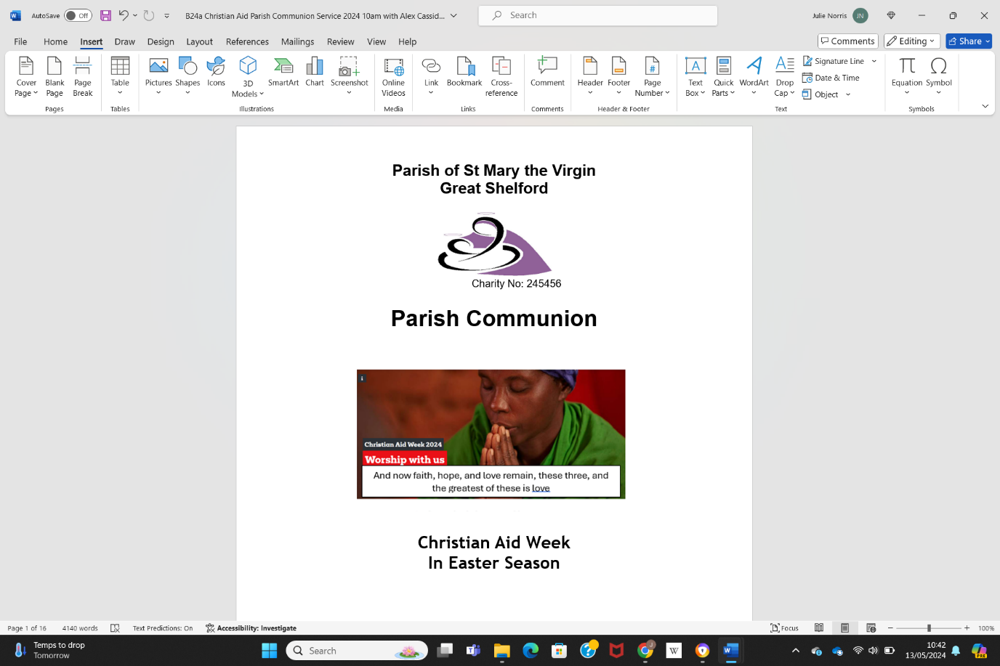 AutoSave Off B24a Christian Aid Parish Communion Service 2024 10am with Alex Cassid... Search Julie Norris JN
File Home Insert Draw Design Layout References Mailings Review View Help Comments Editing Share
Cover Page Blank Page Page Break
Pages
Table
Tables
Pictures Shapes Icons 3D Models SmartArt Chart Screenshot
Illustrations
Online Videos
Media
Link Bookmark Cross-reference
Links
Comment
Comments
Header Footer Page Number
Header & Footer
Text Box Quick Parts WordArt Drop Cap Signature Line Date & Time Object
Text
Equation Symbol
Symbols
Parish of St Mary the Virgin
Great Shelford
Charity No: 245456
Parish Communion
Christian Aid Week 2024
Worship with us
And now faith, hope, and love remain, these three, and
the greatest of these is love
Christian Aid Week
In Easter Season
Page 1 of 16 4140 words Text Predictions: On Accessibility: Investigate Focus 100%
Temps to drop
Tomorrow
Search
10:42
13/05/2024